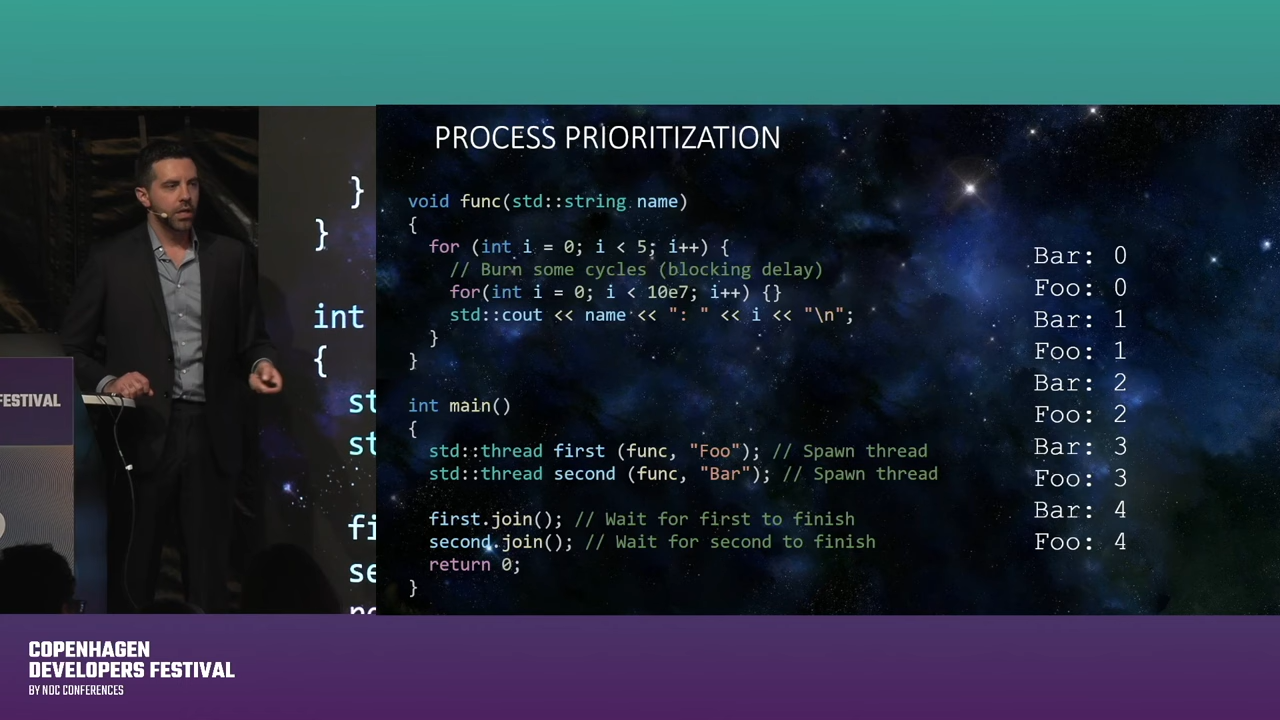 PROCESS PRIORITIZATION
void func(std::string name)
{
for (int i = 0; i < 5; i++) {
// Burn some cycles (blocking delay)
for(int i = 0; i < 10e7; i++) {}
std::cout << name << ": " << i << "\n";
}
}
int main()
{
std::thread first (func, "Foo"); // Spawn thread
std::thread second (func, "Bar"); // Spawn thread
first.join(); // Wait for first to finish
second.join(); // Wait for second to finish
return 0;
}
Bar: 0
Foo: 0
Bar: 1
Foo: 1
Bar: 2
Foo: 2
Bar: 3
Foo: 3
Bar: 4
Foo: 4
}
}
int
{
st
st
fi
se
FESTIVAL
COPENHAGEN
DEVELOPERS FESTIVAL
BY NDC CONFERENCES